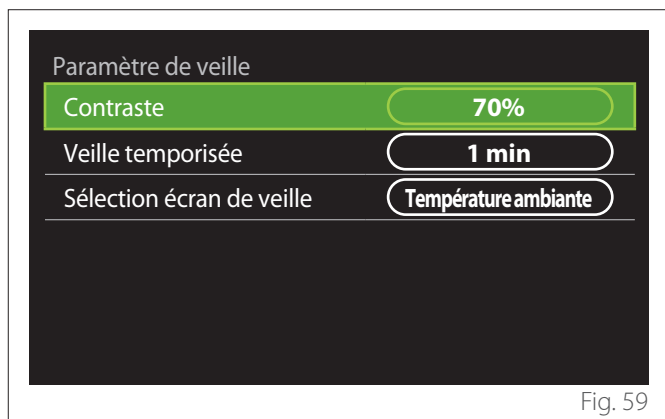 Paramètre de veille
Contraste 70%
Veille temporisée 1 min
Sélection écran de veille Température ambiante
Fig. 59